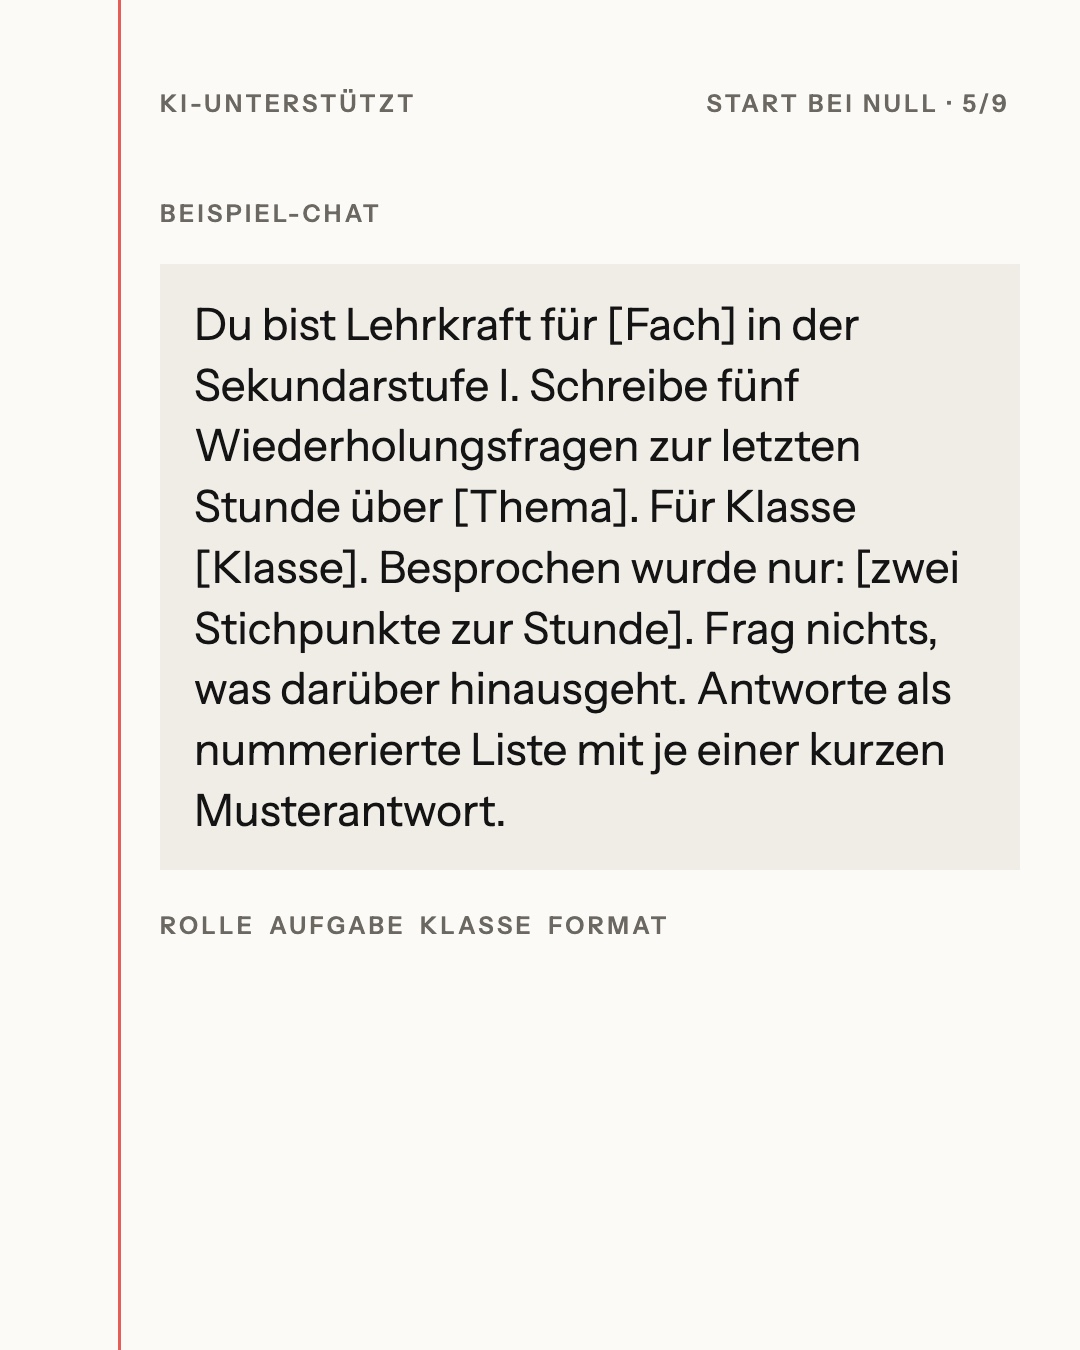 KI-UNTERSTÜTZT
START BEI NULL · 5/9
BEISPIEL-CHAT
Du bist Lehrkraft für [Fach] in der
Sekundarstufe I. Schreibe fünf
Wiederholungsfragen zur letzten
Stunde über [Thema]. Für Klasse
[Klasse]. Besprochen wurde nur: [zwei
Stichpunkte zur Stunde]. Frag nichts,
was darüber hinausgeht. Antworte als
nummerierte Liste mit je einer kurzen
Musterantwort.
ROLLE AUFGABE KLASSE FORMAT